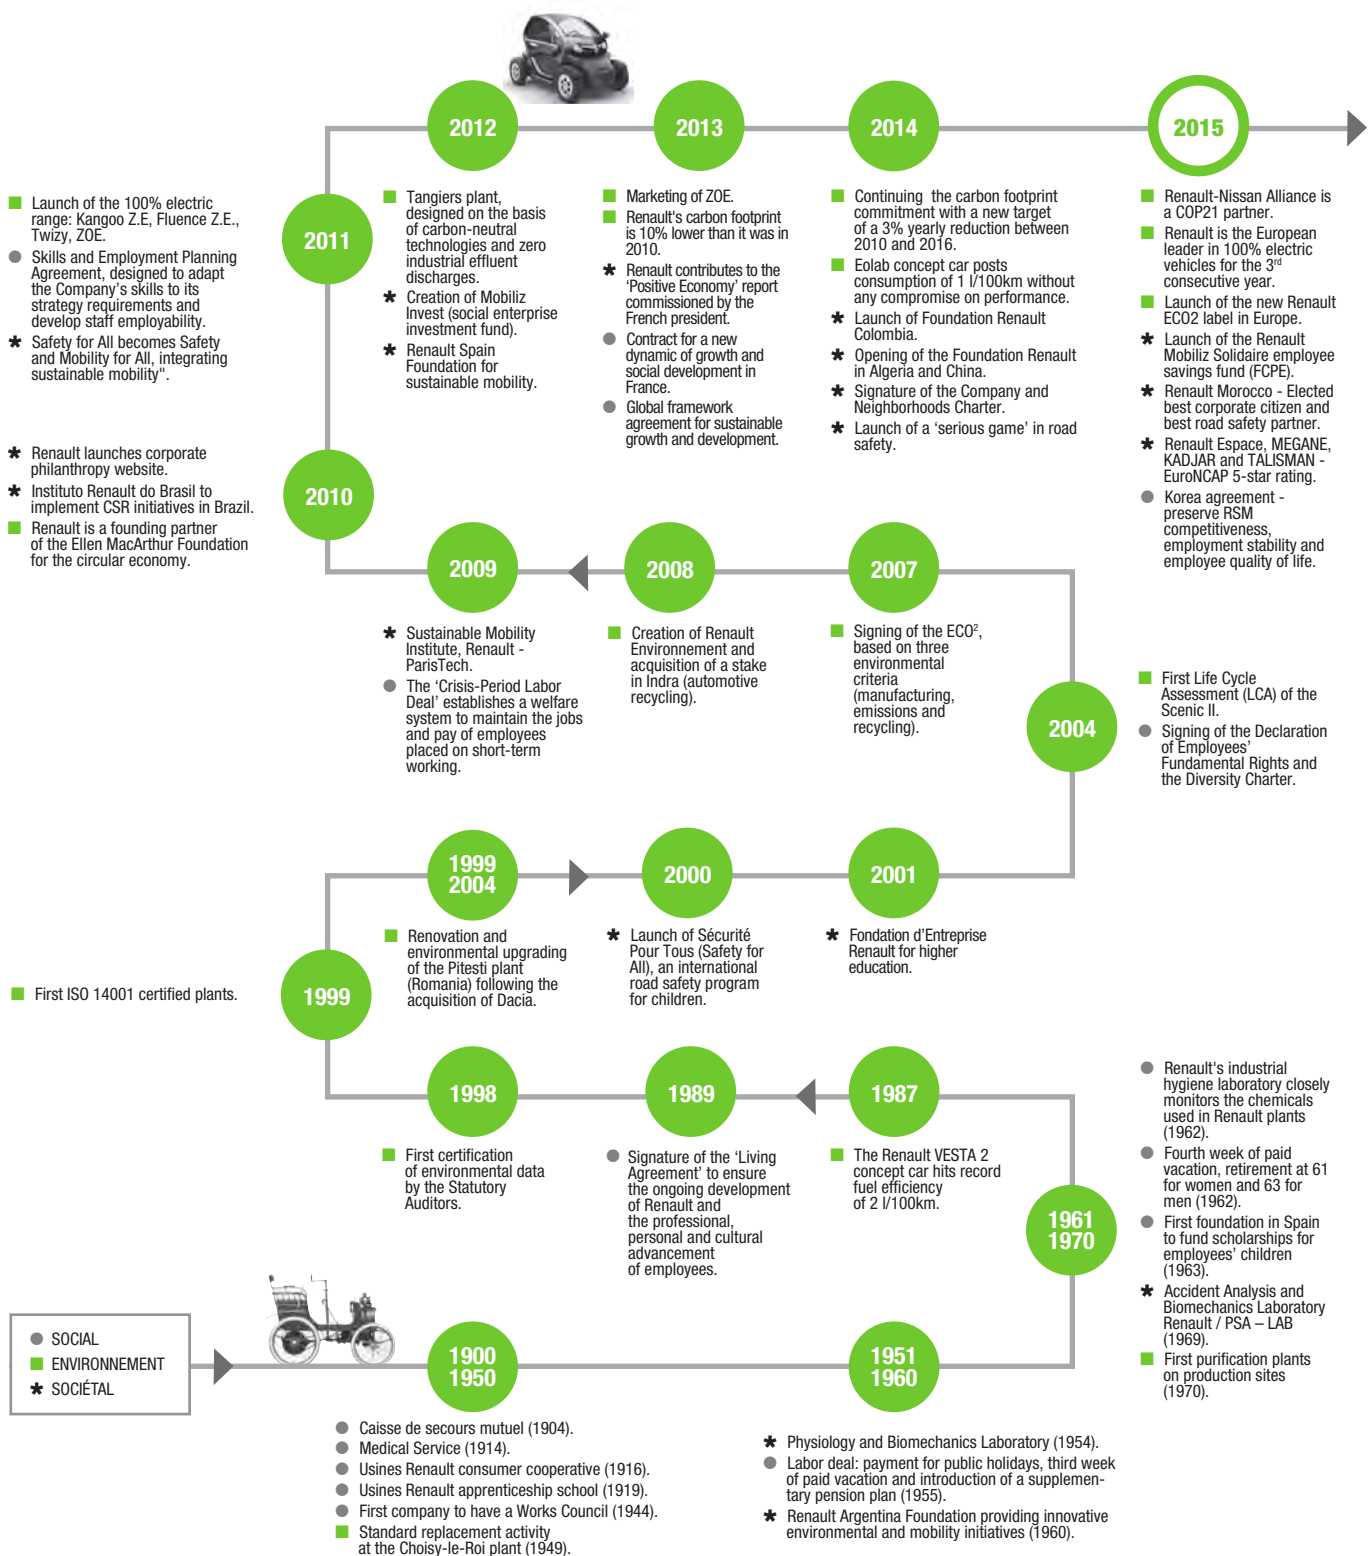 2012
2013
2014
2015
Launch of the 100% electric
range: Kangoo Z.E, Fluence Z.E.,
Twizy, ZOE.
Skills and Employment Planning
Agreement, designed to adapt
the Company's skills to its
strategy requirements and
develop staff employability.
Safety for All becomes Safety
and Mobility for All, integrating
sustainable mobility".
2011
Tangiers plant,
designed on the basis
of carbon-neutral
technologies and zero
industrial effluent
discharges.
Creation of Mobiliz
Invest (social enterprise
investment fund).
Renault Spain
Foundation for
sustainable mobility.
Marketing of ZOE.
Renault's carbon footprint
is 10% lower than it was in
2010.
Renault contributes to the
'Positive Economy' report
commissioned by the
French president.
Contract for a new
dynamic of growth and
social development in
France.
Global framework
agreement for sustainable
growth and development.
Continuing the carbon footprint
commitment with a new target
of a 3% yearly reduction between
2010 and 2016.
Eolab concept car posts
consumption of 1 l/100km without
any compromise on performance.
Launch of Foundation Renault
Colombia.
Opening of the Foundation Renault
in Algeria and China.
Signature of the Company and
Neighborhoods Charter.
Launch of a 'serious game' in road
safety.
Renault-Nissan Alliance is
a COP21 partner.
Renault is the European
leader in 100% electric
vehicles for the 3rd
consecutive year.
Launch of the new Renault
ECO2 label in Europe.
Launch of the Renault
Mobiliz Solidaire employee
savings fund (FCPE).
Renault Morocco - Elected
best corporate citizen and
best road safety partner.
Renault Espace, MEGANE,
KADJAR and TALISMAN -
EuroNCAP 5-star rating.
Korea agreement -
preserve RSM
competitiveness,
employment stability and
employee quality of life.
Renault launches corporate
philanthropy website.
Instituto Renault do Brasil to
implement CSR initiatives in Brazil.
Renault is a founding partner
of the Ellen MacArthur Foundation
for the circular economy.
2010
2009
2008
2007
Sustainable Mobility
Institute, Renault -
ParisTech.
The 'Crisis-Period Labor
Deal' establishes a welfare
system to maintain the jobs
and pay of employees
placed on short-term
working.
Creation of Renault
Environnement and
acquisition of a stake
in Indra (automotive
recycling).
Signing of the ECO²,
based on three
environmental
criteria
(manufacturing,
emissions and
recycling).
2004
First Life Cycle
Assessment (LCA) of the
Scenic II.
Signing of the Declaration
of Employees'
Fundamental Rights and
the Diversity Charter.
1999
2004
2000
2001
Renovation and
environmental upgrading
of the Pitesti plant
(Romania) following the
acquisition of Dacia.
Launch of Sécurité
Pour Tous (Safety for
All), an international
road safety program
for children.
Fondation d'Entreprise
Renault for higher
education.
First ISO 14001 certified plants.
1999
1998
1989
1987
First certification
of environmental data
by the Statutory
Auditors.
Signature of the 'Living
Agreement' to ensure
the ongoing development
of Renault and
the professional,
personal and cultural
advancement
of employees.
The Renault VESTA 2
concept car hits record
fuel efficiency
of 2 l/100km.
1961
1970
Renault's industrial
hygiene laboratory closely
monitors the chemicals
used in Renault plants
(1962).
Fourth week of paid
vacation, retirement at 61
for women and 63 for
men (1962).
First foundation in Spain
to fund scholarships for
employees' children
(1963).
Accident Analysis and
Biomechanics Laboratory
Renault / PSA – LAB
(1969).
First purification plants
on production sites
(1970).
SOCIAL
ENVIRONNEMENT
SOCIÉTAL
1900
1950
1951
1960
Caisse de secours mutuel (1904).
Medical Service (1914).
Usines Renault consumer cooperative (1916).
Usines Renault apprenticeship school (1919).
First company to have a Works Council (1944).
Standard replacement activity
at the Choisy-le-Roi plant (1949).
Physiology and Biomechanics Laboratory (1954).
Labor deal: payment for public holidays, third week
of paid vacation and introduction of a supplemen-
tary pension plan (1955).
Renault Argentina Foundation providing innovative
environmental and mobility initiatives (1960).